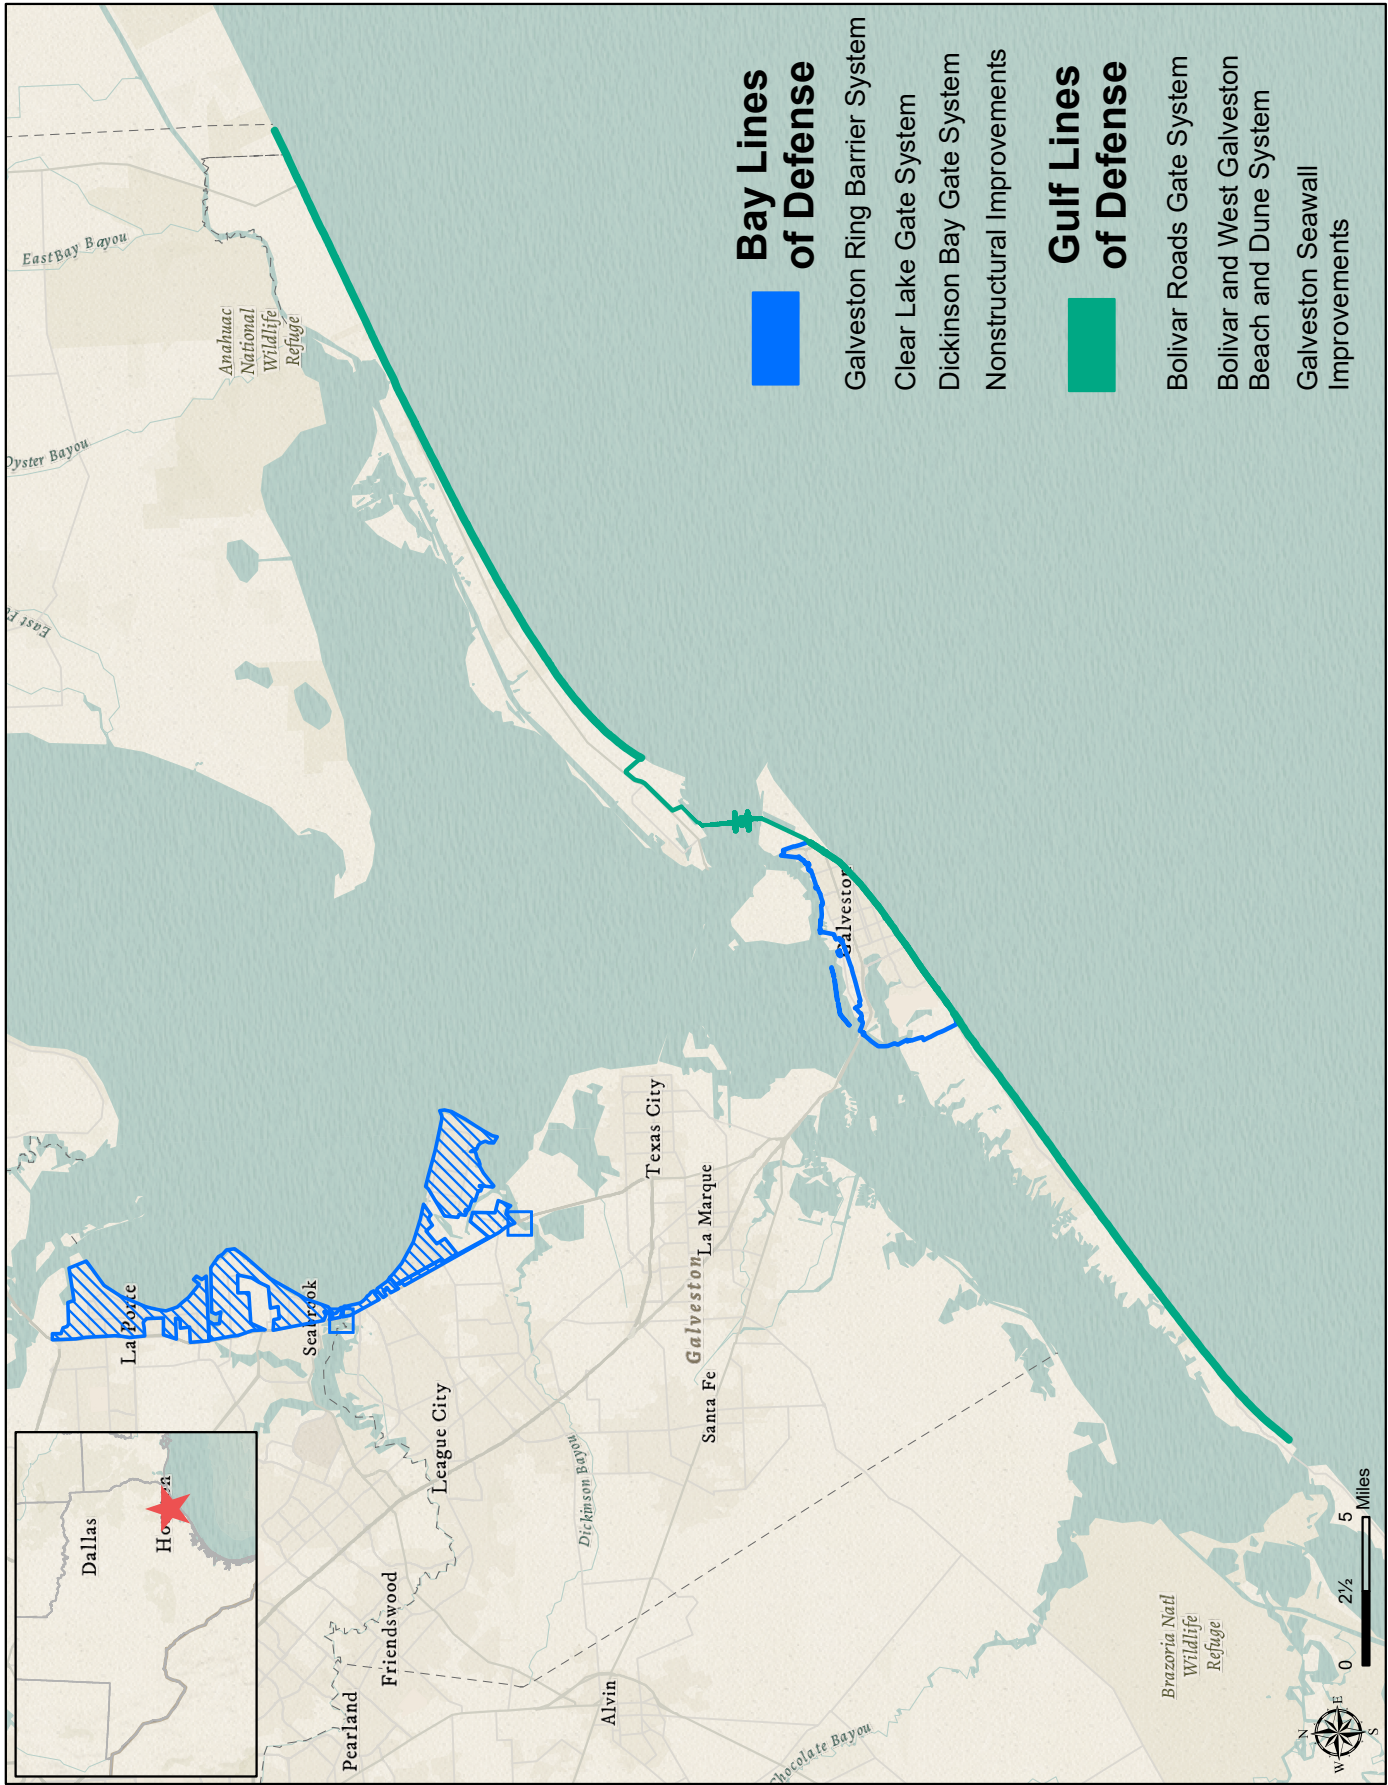 East Bay Bayou
Oyster Bayou
Anahuac
National
Wildlife
Refuge
La Porte
Seabrook
League City
Friendswood
Pearland
Alvin
Dickinson Bayou
Santa Fe
Galveston
La Marque
Texas City
Galveston
Chocolate Bayou
Brazoria Natl
Wildlife
Refuge
Dallas
Bay Lines
of Defense
Galveston Ring Barrier System
Clear Lake Gate System
Dickinson Bay Gate System
Nonstructural Improvements
Gulf Lines
of Defense
Bolivar Roads Gate System
Bolivar and West Galveston
Beach and Dune System
Galveston Seawall
Improvements
N
W E
S
0 2½ 5
Miles